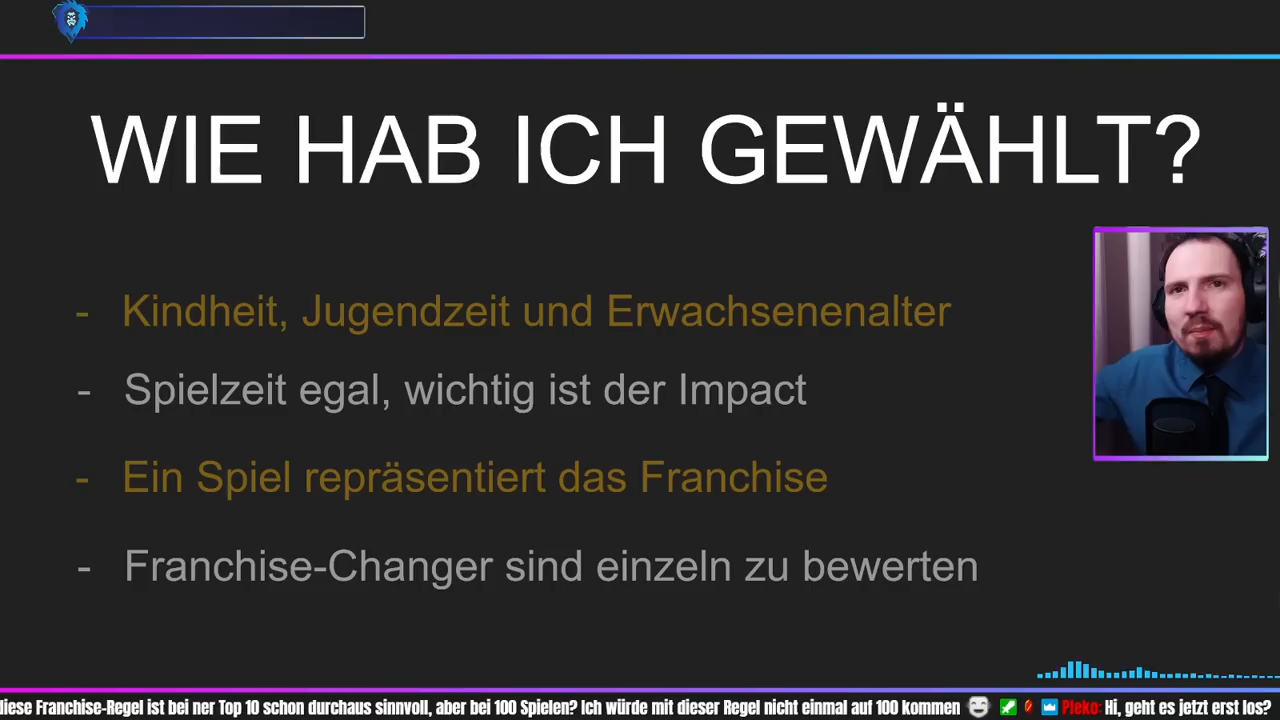 WIE HAB ICH GEWÄHLT?
- Kindheit, Jugendzeit und Erwachsenenalter
- Spielzeit egal, wichtig ist der Impact
- Ein Spiel repräsentiert das Franchise
- Franchise-Changer sind einzeln zu bewerten
diese Franchise-Regel ist bei ner Top 10 schon durchaus sinnvoll, aber bei 100 Spielen? Ich würde mit dieser Regel nicht einmal auf 100 kommen Pleko: Hi, geht es jetzt erst los?